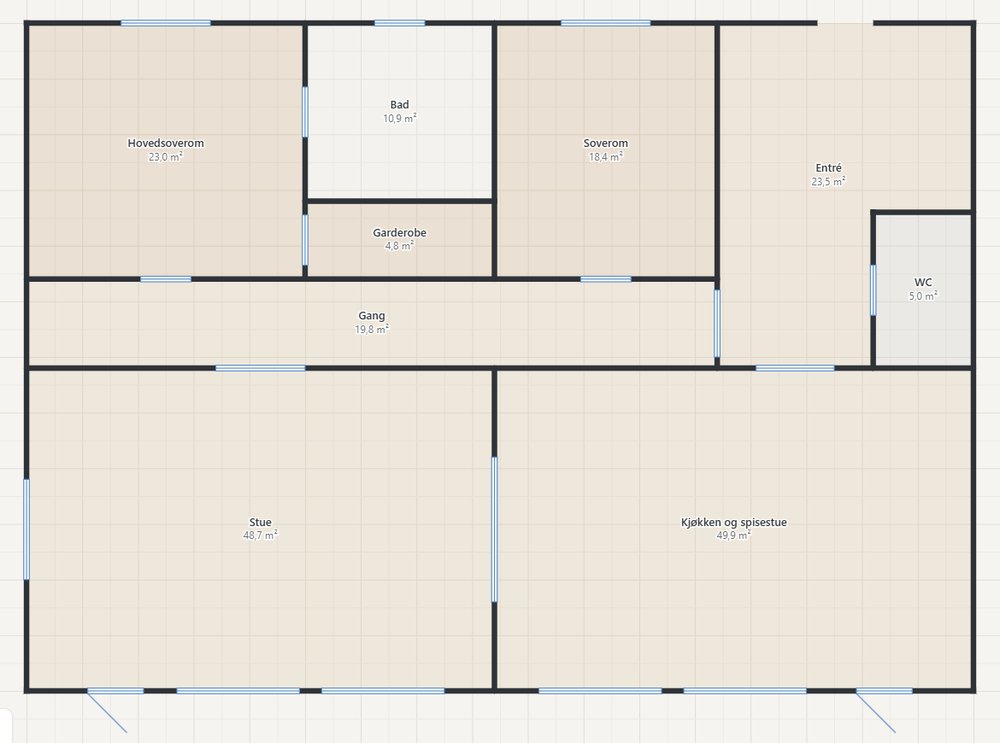 Bad
10,9 m²
Hovedsoverom
23,0 m²
Soverom
18,4 m²
Entré
23,5 m²
Garderobe
4,8 m²
WC
5,0 m²
Gang
19,8 m²
Stue
48,7 m²
Kjøkken og spisestue
49,9 m²